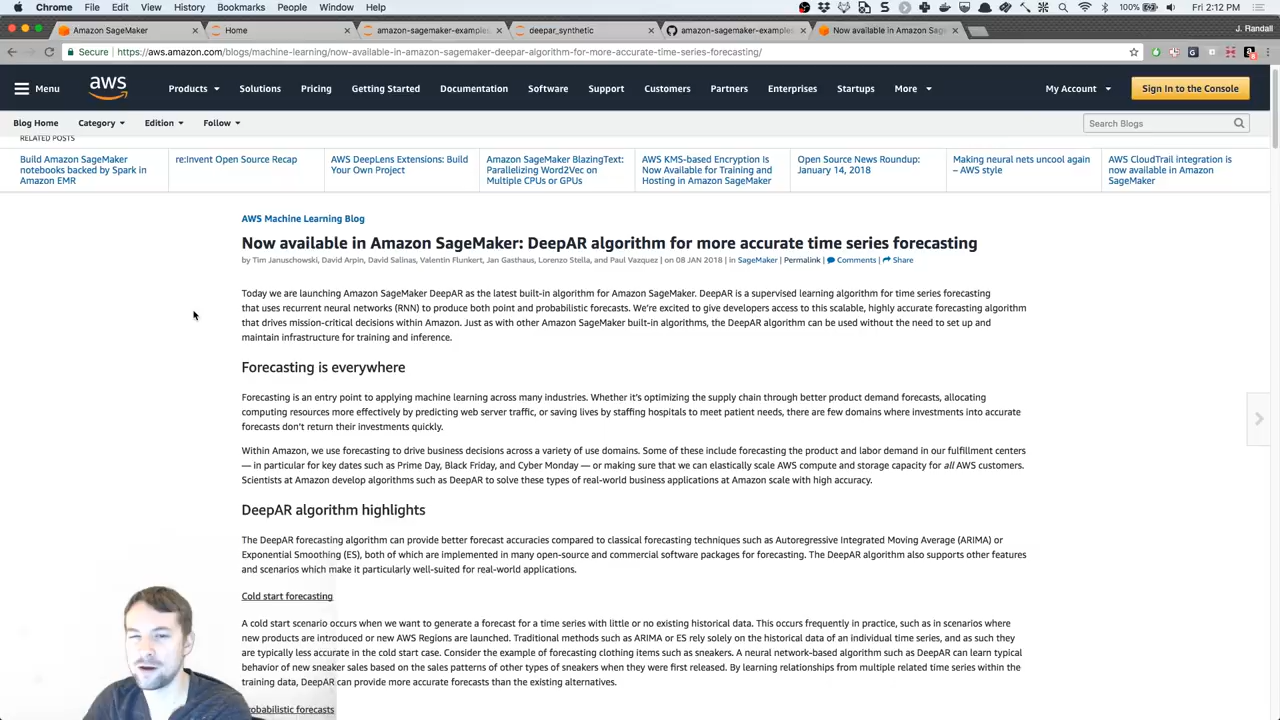 Chrome File Edit View History Bookmarks People Window Help 100% Fri 2:12 PM
Amazon SageMaker Home amazon-sagemaker-examples deepar_synthetic amazon-sagemaker-examples Now available in Amazon Sage J. Randall
Secure https://aws.amazon.com/blogs/machine-learning/now-available-in-amazon-sagemaker-deepar-algorithm-for-more-accurate-time-series-forecasting/
Menu aws Products Solutions Pricing Getting Started Documentation Software Support Customers Partners Enterprises Startups More My Account Sign In to the Console
Blog Home Category Edition Follow Search Blogs
RELATED POSTS
Build Amazon SageMaker
notebooks backed by Spark in
Amazon EMR
re:Invent Open Source Recap
AWS DeepLens Extensions: Build
Your Own Project
Amazon SageMaker BlazingText:
Parallelizing Word2Vec on
Multiple CPUs or GPUs
AWS KMS-based Encryption Is
Now Available for Training and
Hosting in Amazon SageMaker
Open Source News Roundup:
January 14, 2018
Making neural nets uncool again
– AWS style
AWS CloudTrail integration is
now available in Amazon
SageMaker
AWS Machine Learning Blog
Now available in Amazon SageMaker: DeepAR algorithm for more accurate time series forecasting
by Tim Januschowski, David Arpin, David Salinas, Valentin Flunkert, Jan Gasthaus, Lorenzo Stella, and Paul Vazquez | on 08 JAN 2018 | in SageMaker | Permalink | Comments | Share
Today we are launching Amazon SageMaker DeepAR as the latest built-in algorithm for Amazon SageMaker. DeepAR is a supervised learning algorithm for time series forecasting
that uses recurrent neural networks (RNN) to produce both point and probabilistic forecasts. We're excited to give developers access to this scalable, highly accurate forecasting algorithm
that drives mission-critical decisions within Amazon. Just as with other Amazon SageMaker built-in algorithms, the DeepAR algorithm can be used without the need to set up and
maintain infrastructure for training and inference.
Forecasting is everywhere
Forecasting is an entry point to applying machine learning across many industries. Whether it's optimizing the supply chain through better product demand forecasts, allocating
computing resources more effectively by predicting web server traffic, or saving lives by staffing hospitals to meet patient needs, there are few domains where investments into accurate
forecasts don't return their investments quickly.
Within Amazon, we use forecasting to drive business decisions across a variety of use domains. Some of these include forecasting the product and labor demand in our fulfillment centers
— in particular for key dates such as Prime Day, Black Friday, and Cyber Monday — or making sure that we can elastically scale AWS compute and storage capacity for all AWS customers.
Scientists at Amazon develop algorithms such as DeepAR to solve these types of real-world business applications at Amazon scale with high accuracy.
DeepAR algorithm highlights
The DeepAR forecasting algorithm can provide better forecast accuracies compared to classical forecasting techniques such as Autoregressive Integrated Moving Average (ARIMA) or
Exponential Smoothing (ES), both of which are implemented in many open-source and commercial software packages for forecasting. The DeepAR algorithm also supports other features
and scenarios which make it particularly well-suited for real-world applications.
Cold start forecasting
A cold start scenario occurs when we want to generate a forecast for a time series with little or no existing historical data. This occurs frequently in practice, such as in scenarios where
new products are introduced or new AWS Regions are launched. Traditional methods such as ARIMA or ES rely solely on the historical data of an individual time series, and as such they
are typically less accurate in the cold start case. Consider the example of forecasting clothing items such as sneakers. A neural network-based algorithm such as DeepAR can learn typical
behavior of new sneaker sales based on the sales patterns of other types of sneakers when they were first released. By learning relationships from multiple related time series within the
training data, DeepAR can provide more accurate forecasts than the existing alternatives.
robabilistic forecasts